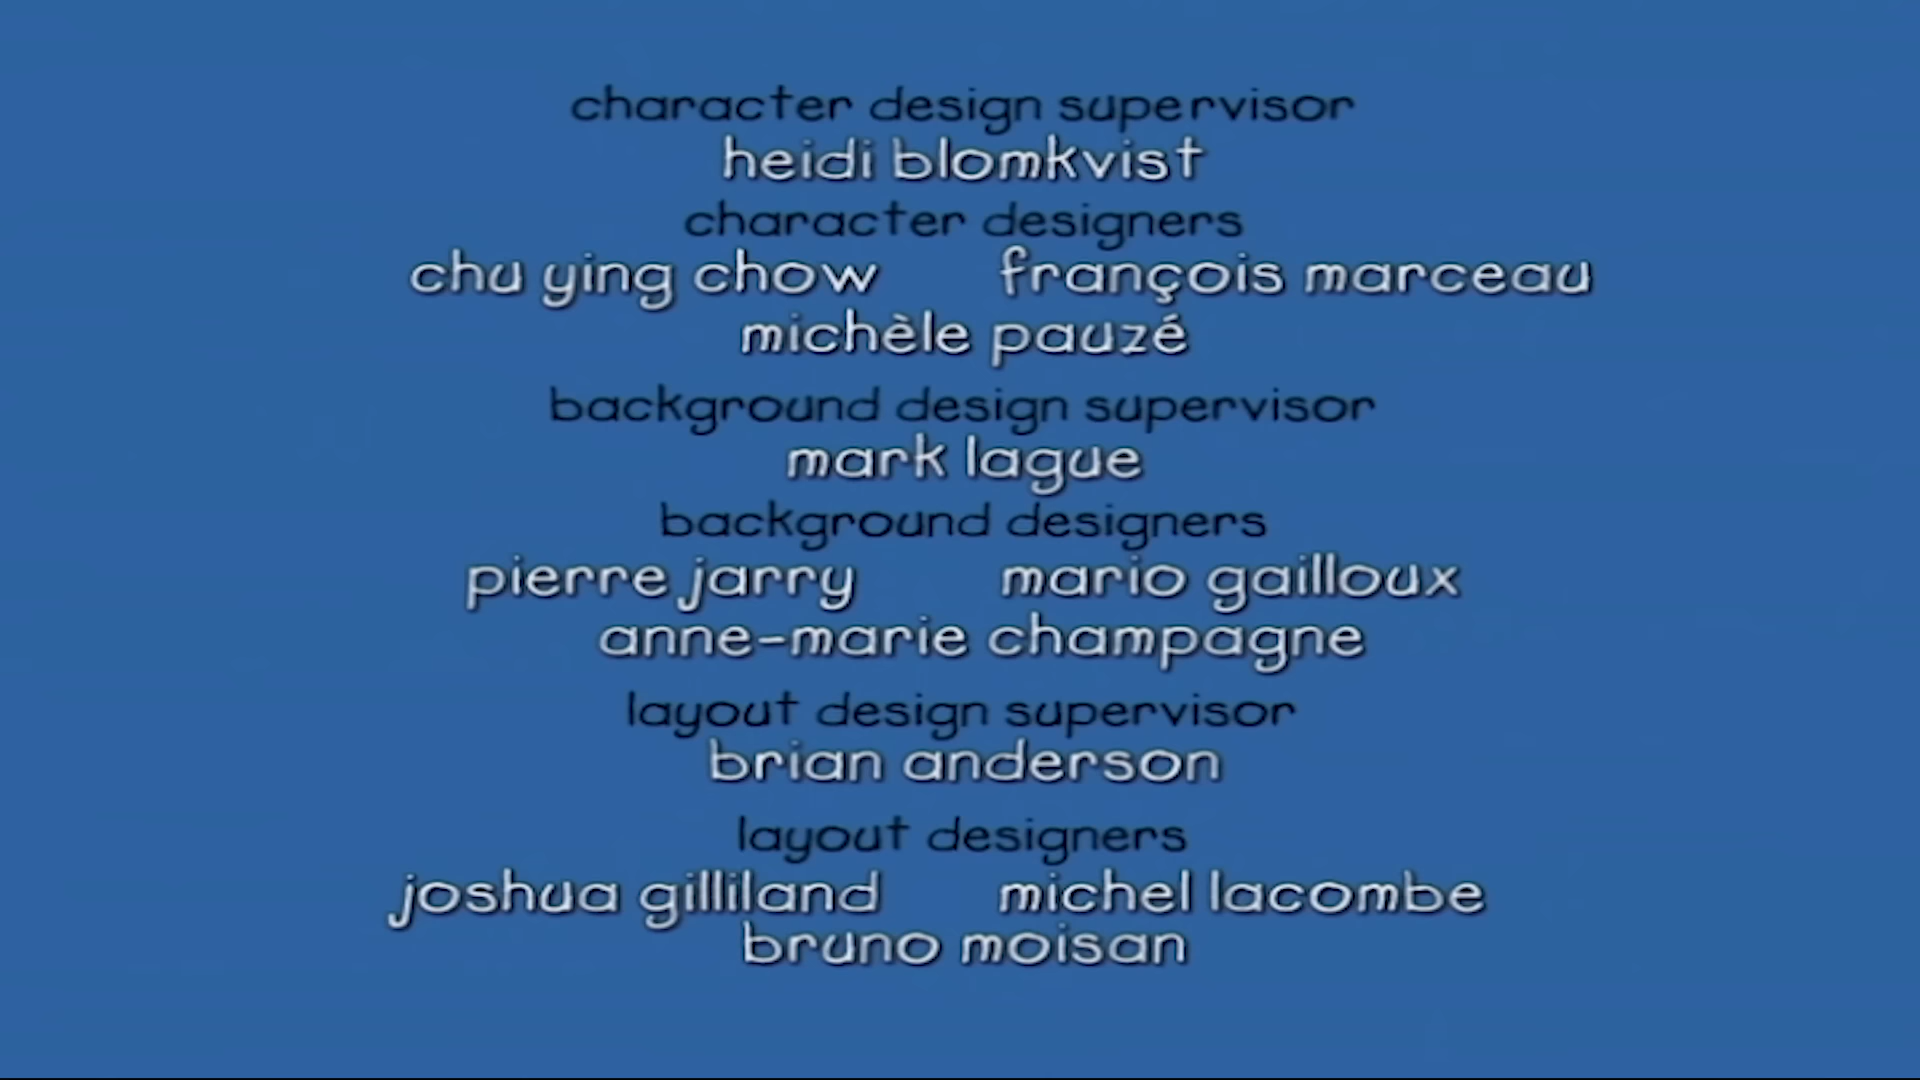 character design supervisor
heidi blomkvist
character designers
chu ying chow françois marceau
michèle pauzé
background design supervisor
mark lague
background designers
pierre jarry mario gailloux
anne-marie champagne
layout design supervisor
brian anderson
layout designers
joshua gilliland michel lacombe
bruno moisan